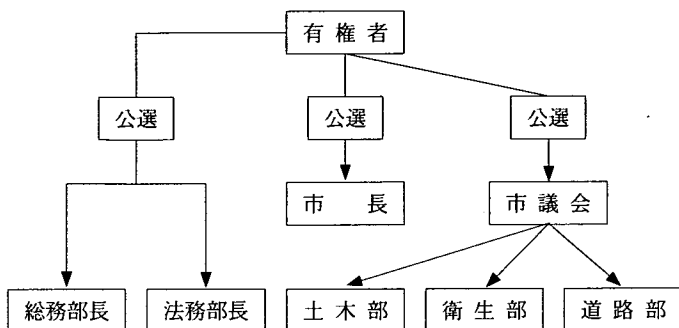 有権者
公選 公選 公選
市長 市議会
総務部長 法務部長 土木部 衛生部 道路部